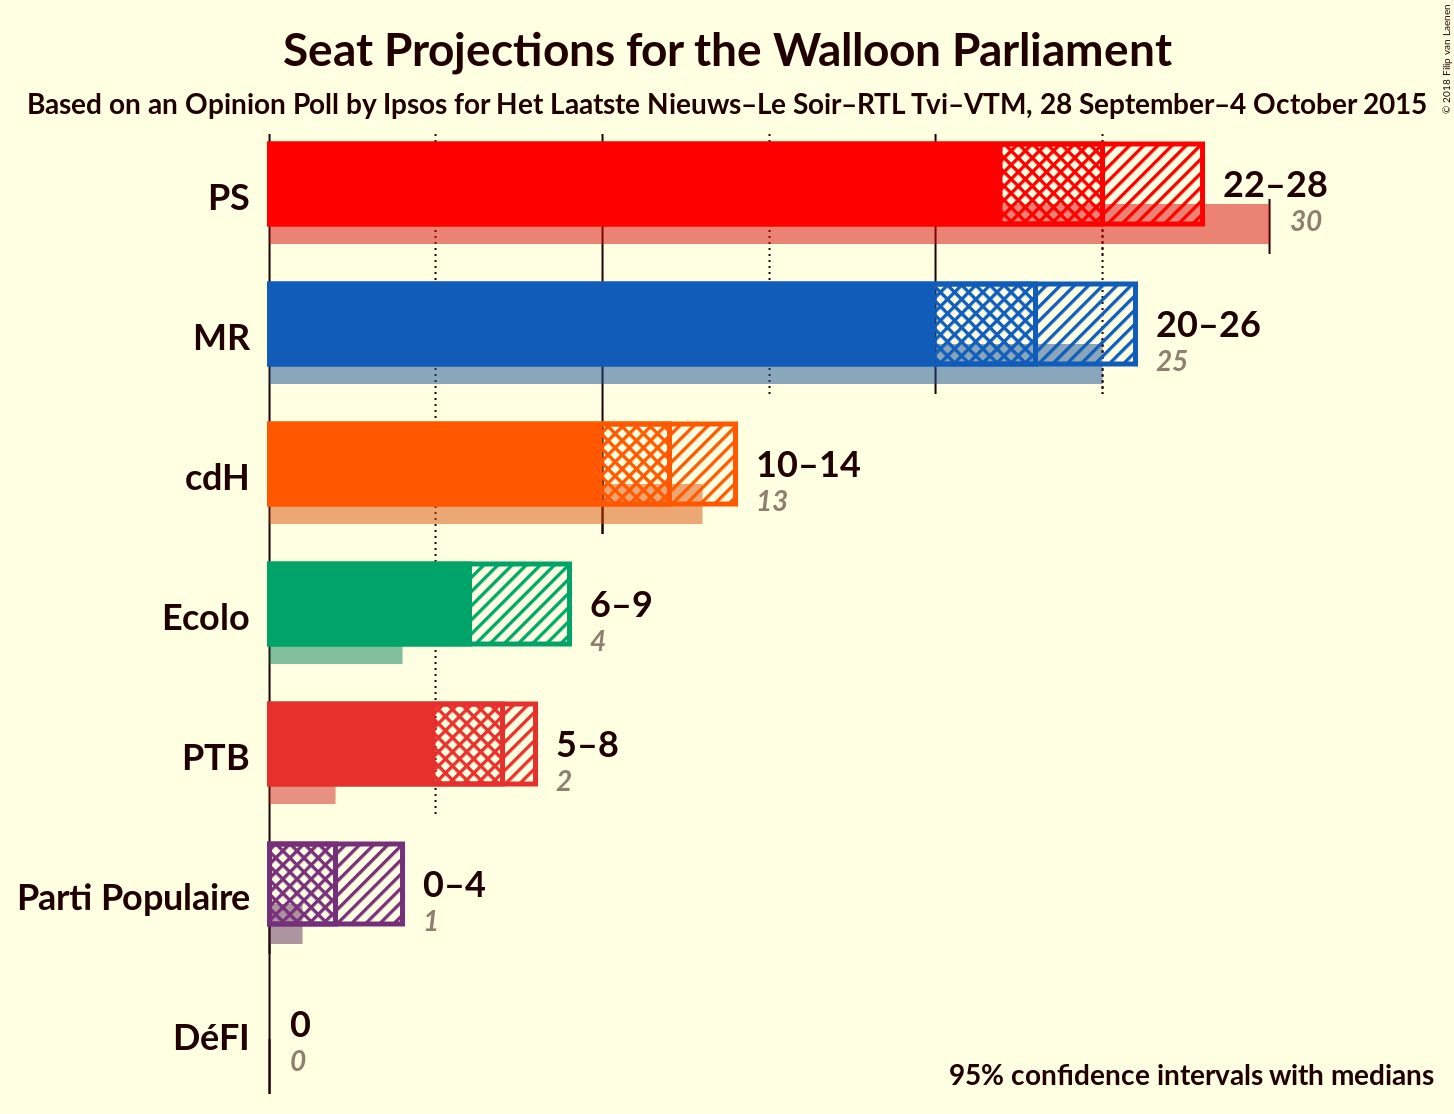 Seat Projections for the Walloon Parliament
Based on an Opinion Poll by Ipsos for Het Laatste Nieuws–Le Soir–RTL Tvi–VTM, 28 September–4 October 2015
© 2018 Filip van Laenen
PS
22–28
30
MR
20–26
25
cdH
10–14
13
Ecolo
6–9
4
PTB
5–8
2
Parti Populaire
0–4
1
DéFI
0
0
95% confidence intervals with medians